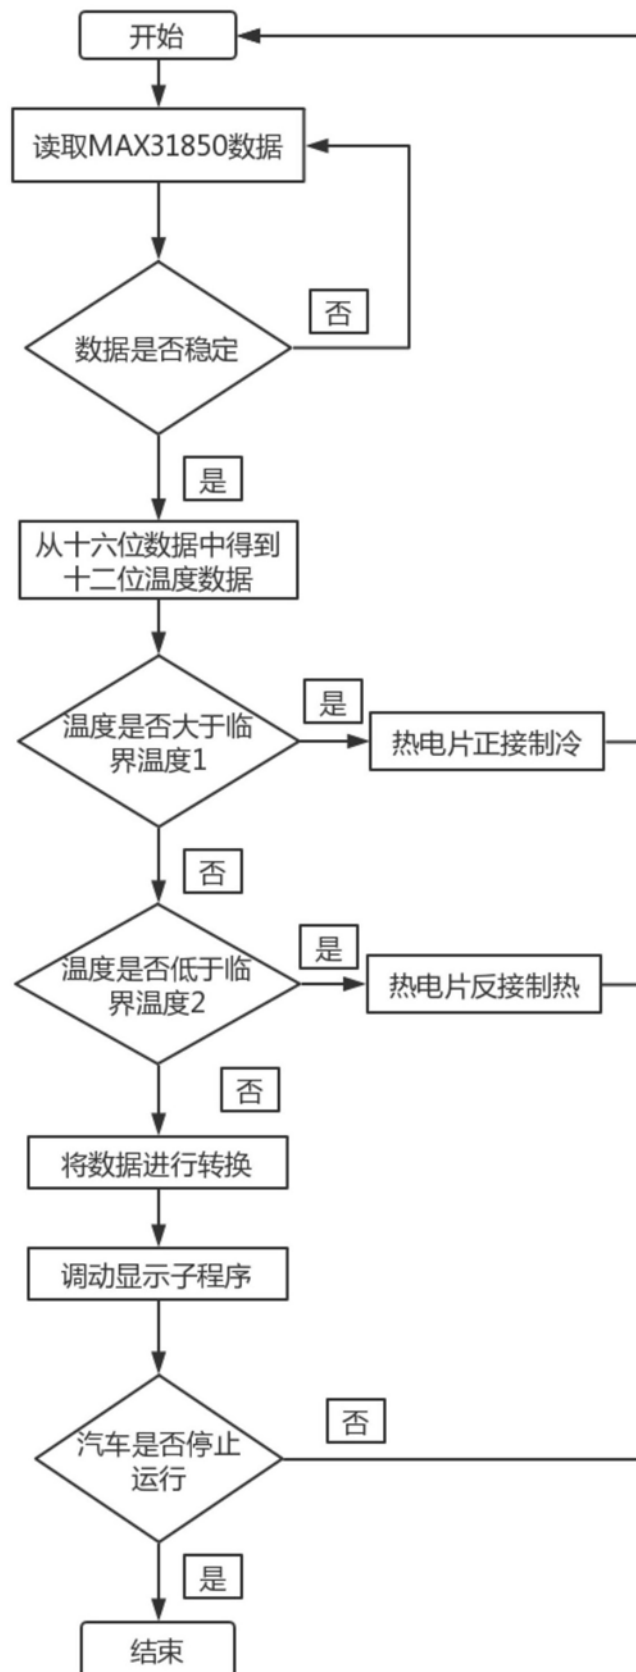 开始
读取MAX31850数据
否
数据是否稳定
是
从十六位数据中得到
十二位温度数据
是
温度是否大于临
界温度1
热电片正接制冷
否
是
温度是否低于临
界温度2
热电片反接制热
否
将数据进行转换
调动显示子程序
否
汽车是否停止
运行
是
结束